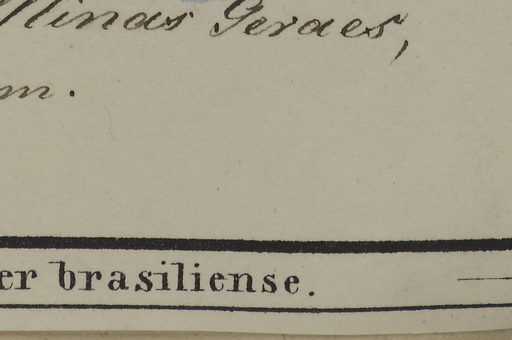 Minas Geraes,
m.
er brasiliense.